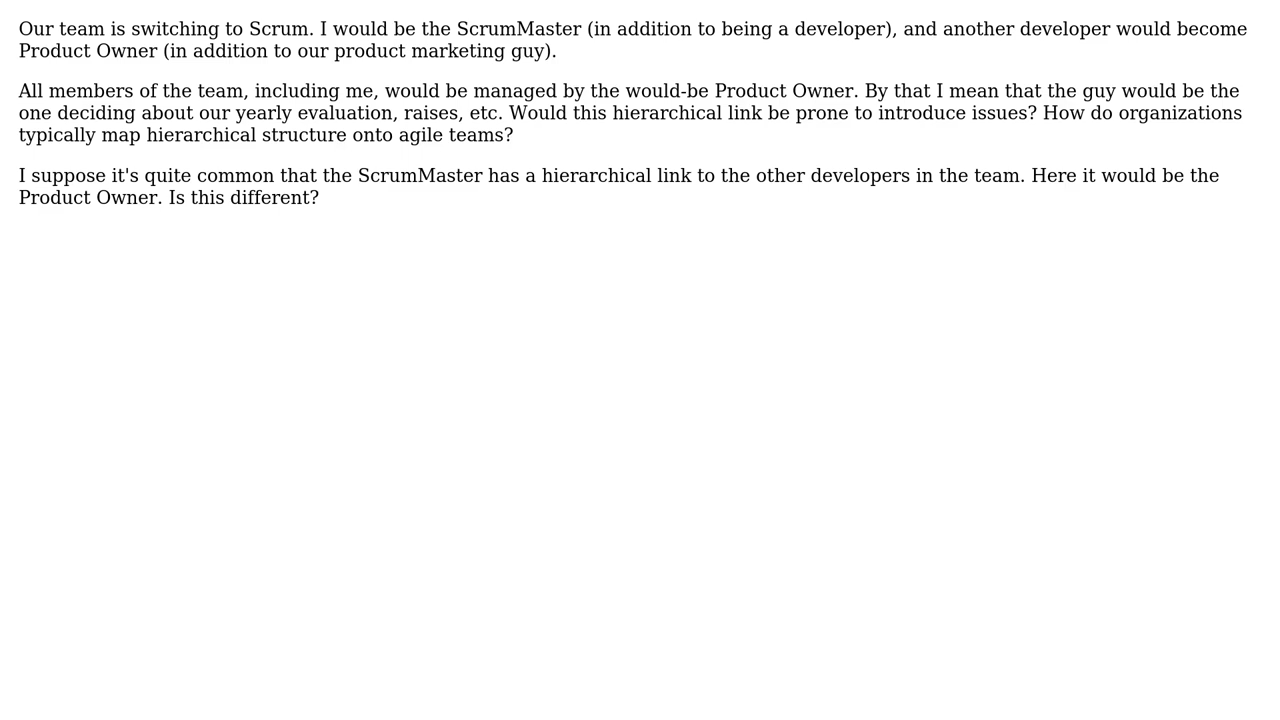 Our team is switching to Scrum. I would be the ScrumMaster (in addition to being a developer), and another developer would become
Product Owner (in addition to our product marketing guy).
All members of the team, including me, would be managed by the would-be Product Owner. By that I mean that the guy would be the
one deciding about our yearly evaluation, raises, etc. Would this hierarchical link be prone to introduce issues? How do organizations
typically map hierarchical structure onto agile teams?
I suppose it's quite common that the ScrumMaster has a hierarchical link to the other developers in the team. Here it would be the
Product Owner. Is this different?